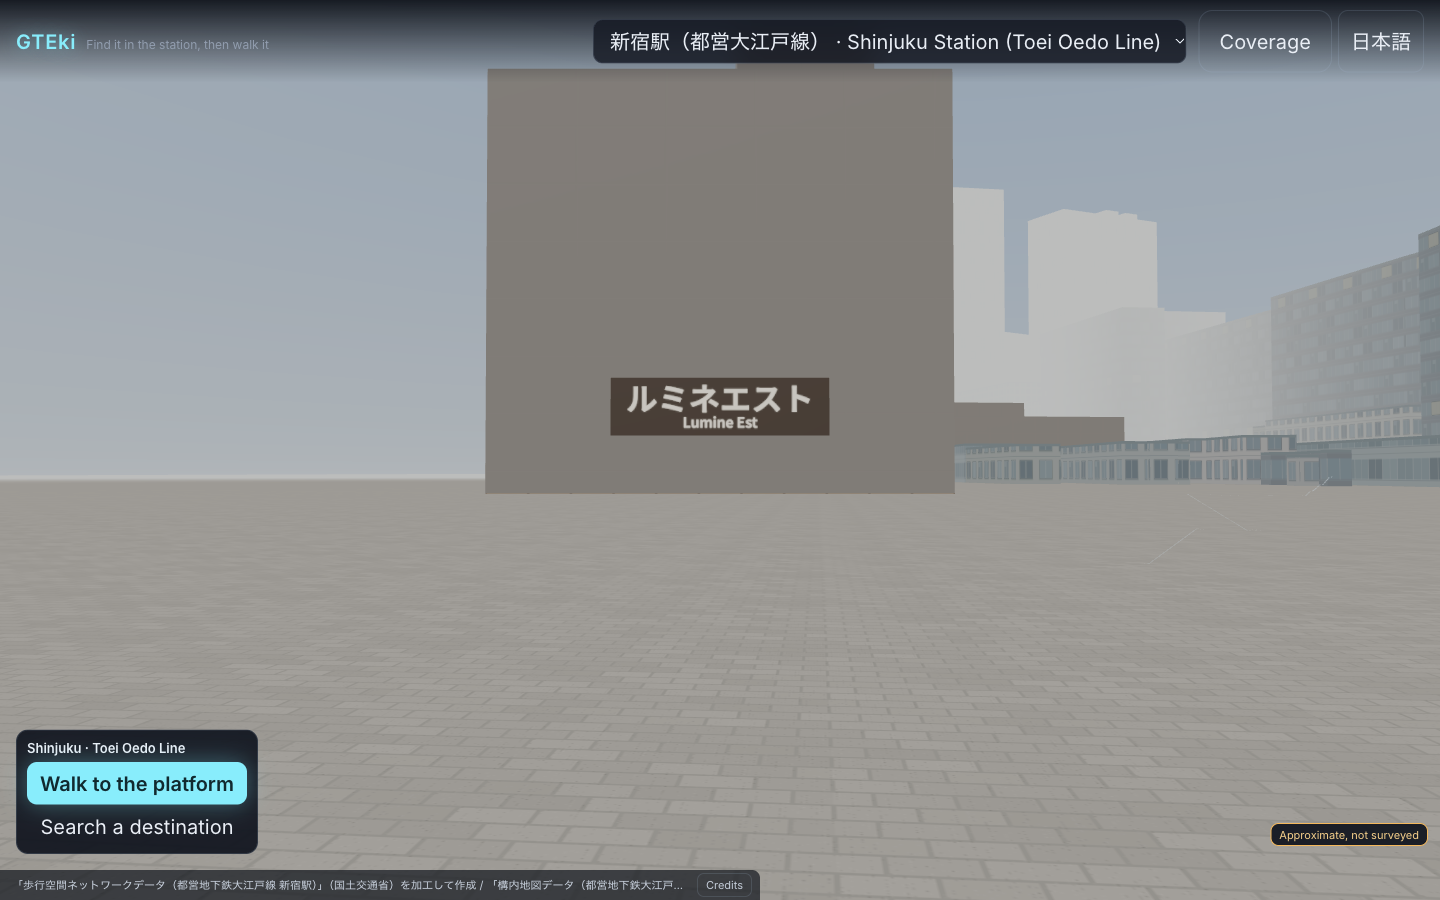 GTEki Find it in the station, then walk it
新宿駅（都営大江戸線） · Shinjuku Station (Toei Oedo Line)
Coverage
日本語
ルミネエスト
Lumine Est
Shinjuku · Toei Oedo Line
Walk to the platform
Search a destination
Approximate, not surveyed
「歩行空間ネットワークデータ（都営地下鉄大江戸線 新宿駅）」（国土交通省）を加工して作成 / 「構内地図データ（都営地下鉄大江戸...
Credits